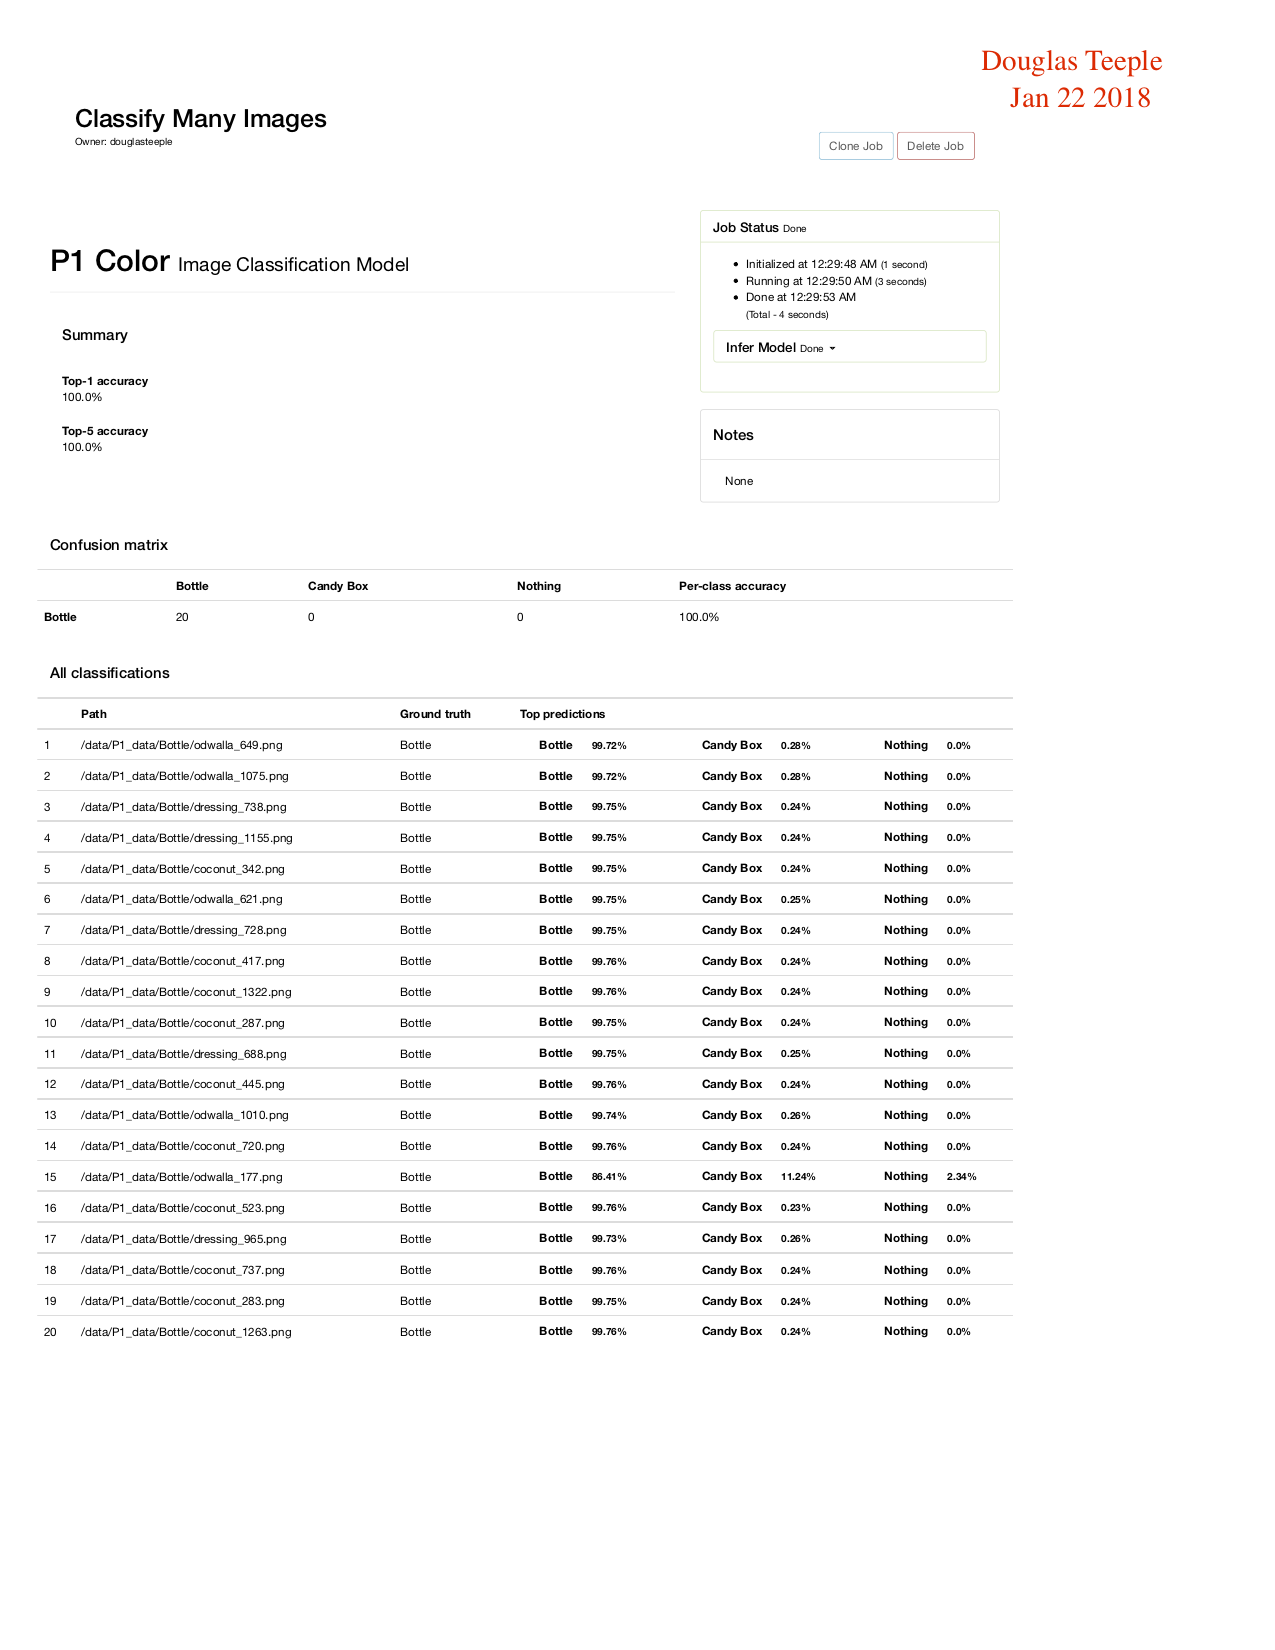 Douglas Teeple
Jan 22 2018
Classify Many Images
Owner: douglasteeple
Clone Job Delete Job
P1 Color Image Classification Model
Summary
Top-1 accuracy
100.0%
Top-5 accuracy
100.0%
Job Status Done
Initialized at 12:29:48 AM (1 second)
Running at 12:29:50 AM (3 seconds)
Done at 12:29:53 AM
(Total - 4 seconds)
Infer Model Done
Notes
None
Confusion matrix
Bottle Candy Box Nothing Per-class accuracy
Bottle 20 0 0 100.0%
All classifications
Path Ground truth Top predictions
1 /data/P1_data/Bottle/odwalla_649.png Bottle Bottle 99.72% Candy Box 0.28% Nothing 0.0%
2 /data/P1_data/Bottle/odwalla_1075.png Bottle Bottle 99.72% Candy Box 0.28% Nothing 0.0%
3 /data/P1_data/Bottle/dressing_738.png Bottle Bottle 99.75% Candy Box 0.24% Nothing 0.0%
4 /data/P1_data/Bottle/dressing_1155.png Bottle Bottle 99.75% Candy Box 0.24% Nothing 0.0%
5 /data/P1_data/Bottle/coconut_342.png Bottle Bottle 99.75% Candy Box 0.24% Nothing 0.0%
6 /data/P1_data/Bottle/odwalla_621.png Bottle Bottle 99.75% Candy Box 0.25% Nothing 0.0%
7 /data/P1_data/Bottle/dressing_728.png Bottle Bottle 99.75% Candy Box 0.24% Nothing 0.0%
8 /data/P1_data/Bottle/coconut_417.png Bottle Bottle 99.76% Candy Box 0.24% Nothing 0.0%
9 /data/P1_data/Bottle/coconut_1322.png Bottle Bottle 99.76% Candy Box 0.24% Nothing 0.0%
10 /data/P1_data/Bottle/coconut_287.png Bottle Bottle 99.75% Candy Box 0.24% Nothing 0.0%
11 /data/P1_data/Bottle/dressing_688.png Bottle Bottle 99.75% Candy Box 0.25% Nothing 0.0%
12 /data/P1_data/Bottle/coconut_445.png Bottle Bottle 99.76% Candy Box 0.24% Nothing 0.0%
13 /data/P1_data/Bottle/odwalla_1010.png Bottle Bottle 99.74% Candy Box 0.26% Nothing 0.0%
14 /data/P1_data/Bottle/coconut_720.png Bottle Bottle 99.76% Candy Box 0.24% Nothing 0.0%
15 /data/P1_data/Bottle/odwalla_177.png Bottle Bottle 86.41% Candy Box 11.24% Nothing 2.34%
16 /data/P1_data/Bottle/coconut_523.png Bottle Bottle 99.76% Candy Box 0.23% Nothing 0.0%
17 /data/P1_data/Bottle/dressing_965.png Bottle Bottle 99.73% Candy Box 0.26% Nothing 0.0%
18 /data/P1_data/Bottle/coconut_737.png Bottle Bottle 99.76% Candy Box 0.24% Nothing 0.0%
19 /data/P1_data/Bottle/coconut_283.png Bottle Bottle 99.75% Candy Box 0.24% Nothing 0.0%
20 /data/P1_data/Bottle/coconut_1263.png Bottle Bottle 99.76% Candy Box 0.24% Nothing 0.0%